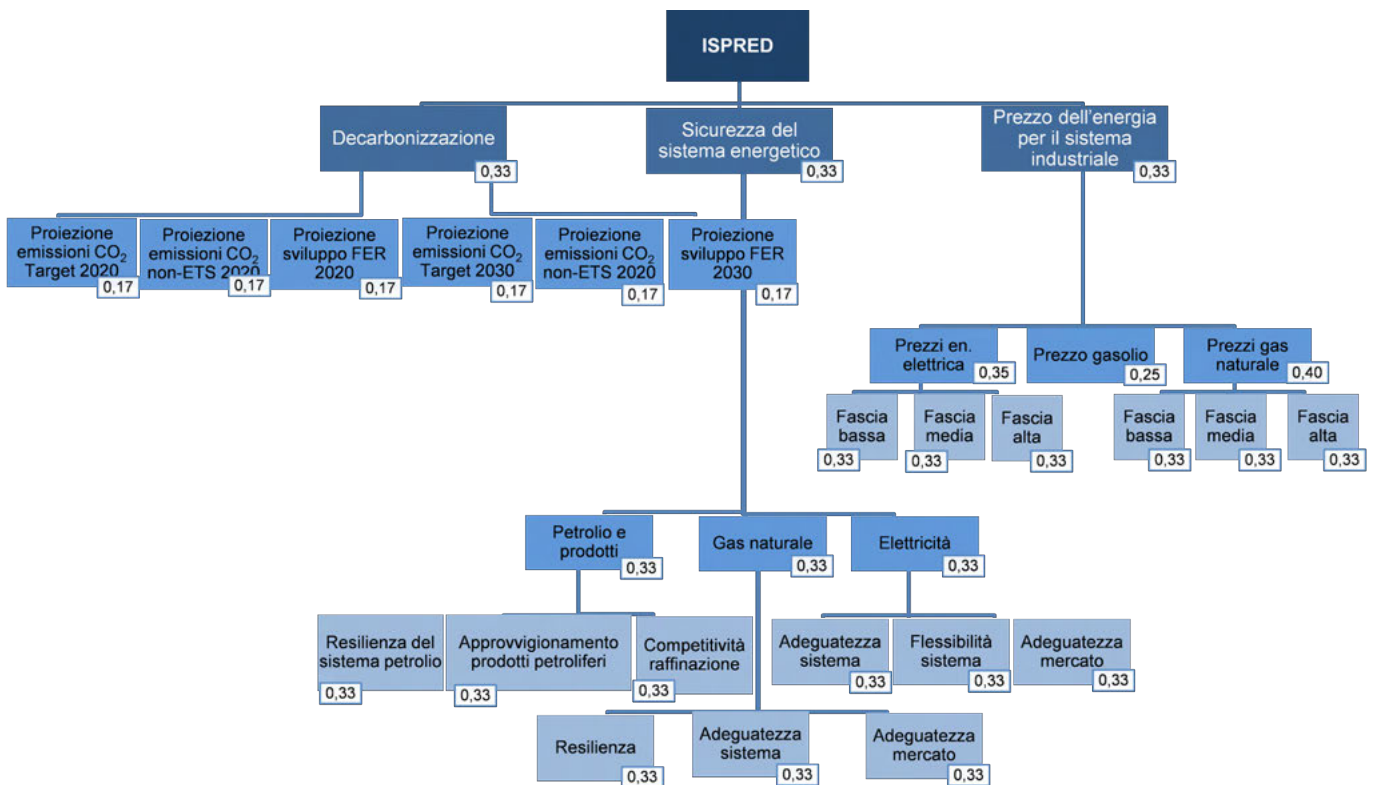 ISPRED
Decarbonizzazione
0,33
Sicurezza del
sistema energetico
0,33
Prezzo dell'energia
per il sistema
industriale
0,33
Proiezione
emissioni CO₂
Target 2020
0,17
Proiezione
emissioni CO₂
non-ETS 2020
0,17
Proiezione
sviluppo FER
2020
0,17
Proiezione
emissioni CO₂
Target 2030
0,17
Proiezione
emissioni CO₂
non-ETS 2020
0,17
Proiezione
sviluppo FER
2030
0,17
Prezzi en.
elettrica
0,35
Prezzo gasolio
0,25
Prezzi gas
naturale
0,40
Fascia
bassa
0,33
Fascia
media
0,33
Fascia
alta
0,33
Fascia
bassa
0,33
Fascia
media
0,33
Fascia
alta
0,33
Petrolio e
prodotti
0,33
Gas naturale
0,33
Elettricità
0,33
Resilienza del
sistema petrolio
0,33
Approvvigionamento
prodotti petroliferi
0,33
Competitività
raffinazione
0,33
Adeguatezza
sistema
0,33
Flessibilità
sistema
0,33
Adeguatezza
mercato
0,33
Resilienza
0,33
Adeguatezza
sistema
0,33
Adeguatezza
mercato
0,33